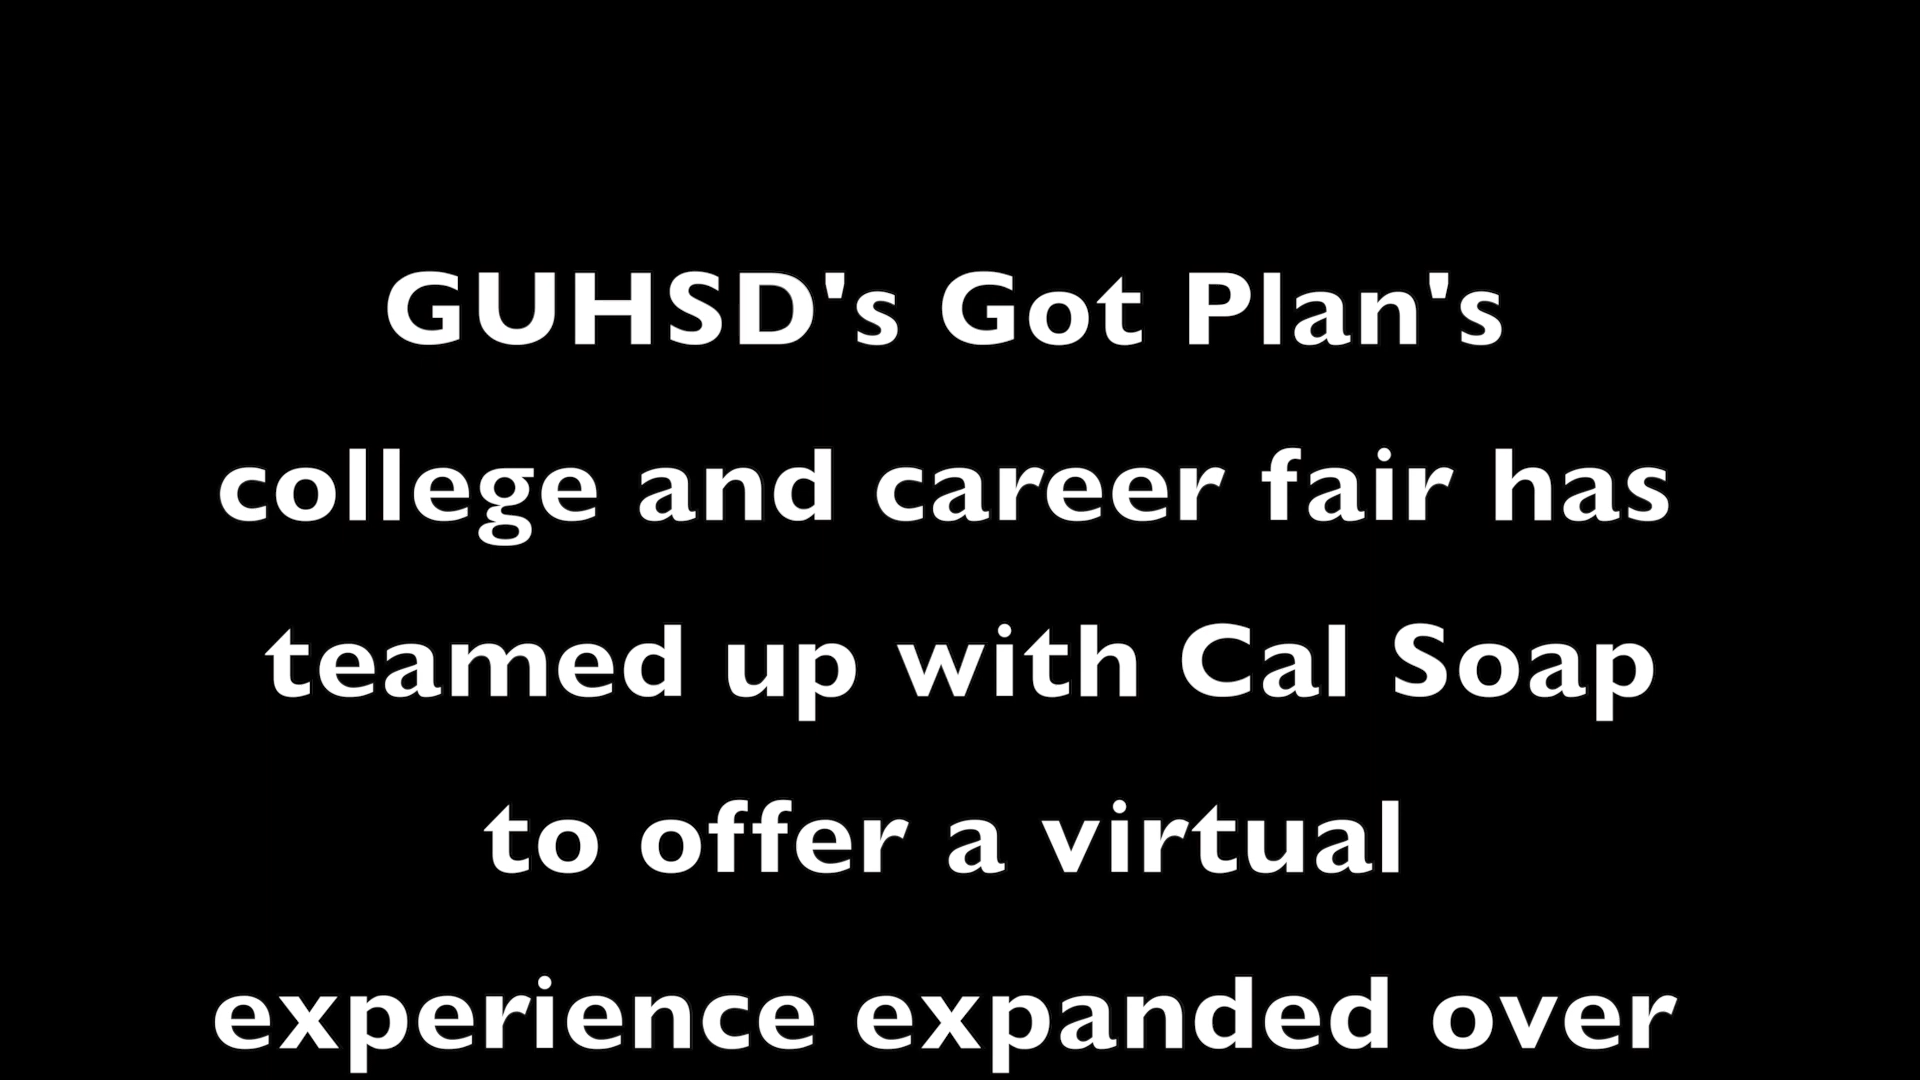 GUHSD's Got Plan's
college and career fair has
teamed up with Cal Soap
to offer a virtual
experience expanded over